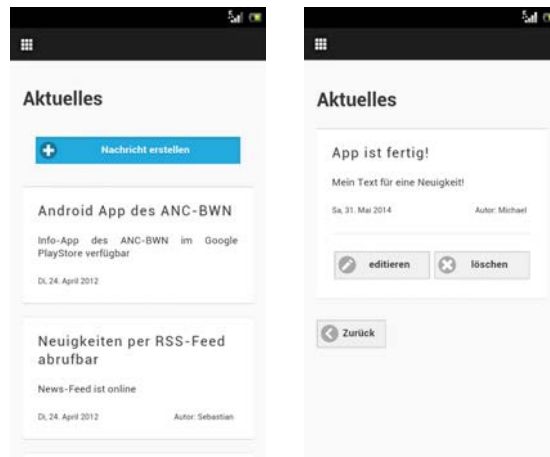 Aktuelles
Nachricht erstellen
Android App des ANC-BWN
Info-App des ANC-BWN im Google
PlayStore verfügbar
Di, 24. April 2012
Neuigkeiten per RSS-Feed
abrufbar
News-Feed ist online
Di, 24. April 2012 Autor: Sebastian
Aktuelles
App ist fertig!
Mein Text für eine Neuigkeit!
Sa, 31. Mai 2014 Autor: Michael
editieren löschen
Zurück